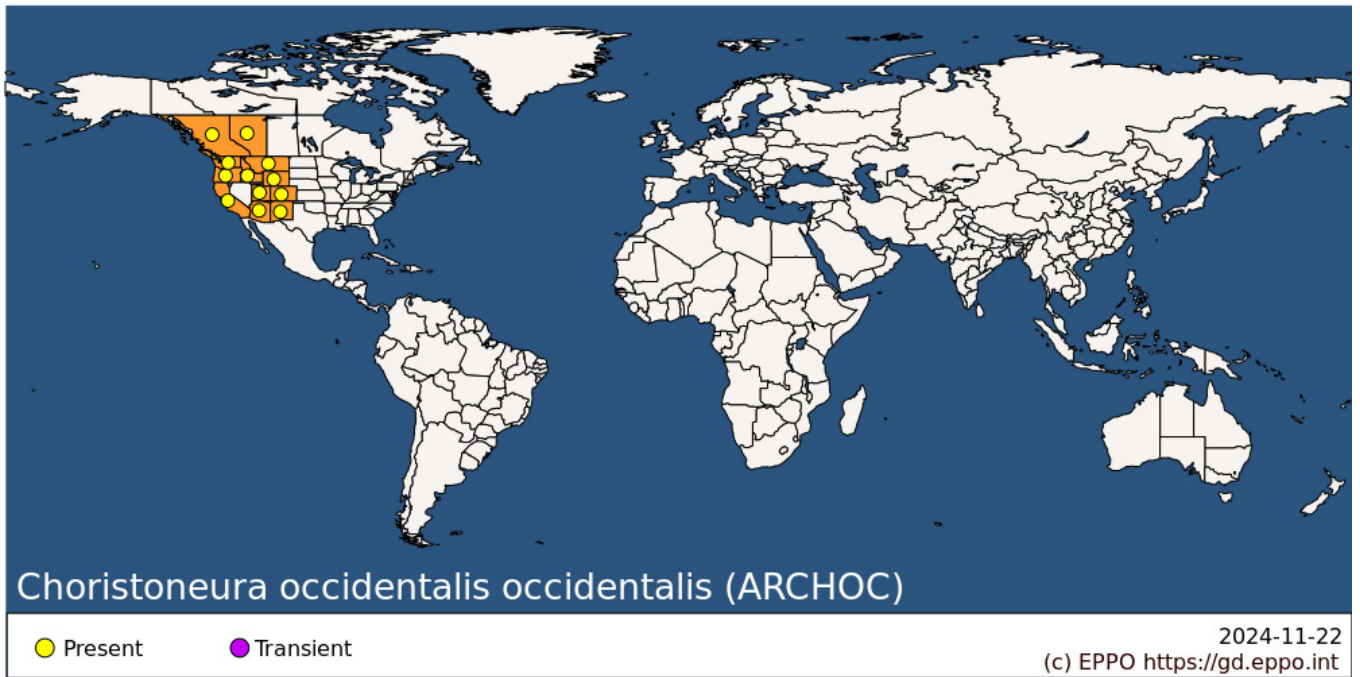 Choristoneura occidentalis occidentalis (ARCHOC)
Present
Transient
2024-11-22
(c) EPPO https://gd.eppo.int